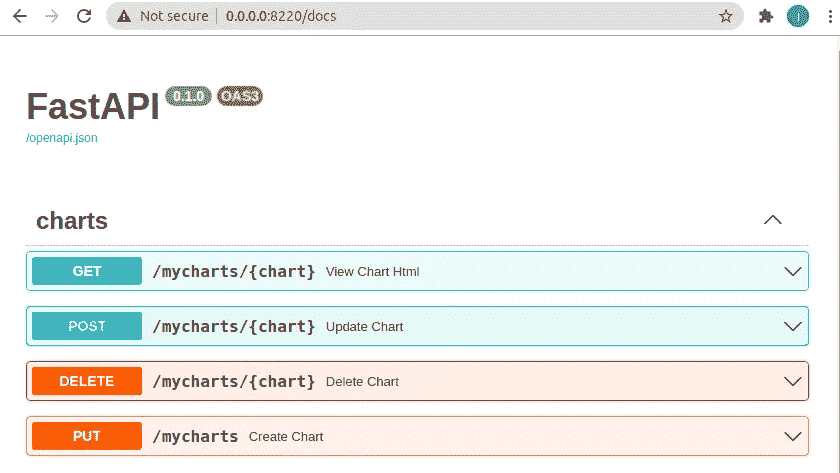 Not secure 0.0.0.0:8220/docs
FastAPI 0.1.0 OAS3
/openapi.json
charts
GET /mycharts/{chart} View Chart Html
POST /mycharts/{chart} Update Chart
DELETE /mycharts/{chart} Delete Chart
PUT /mycharts Create Chart